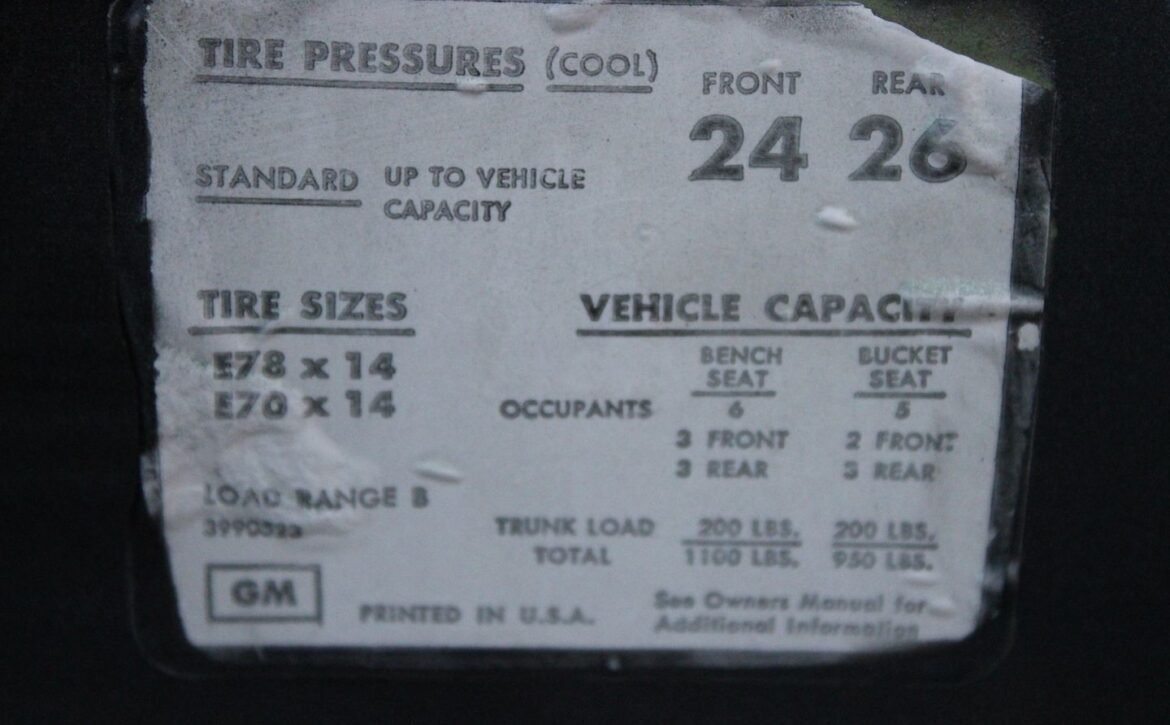 TIRE PRESSURES (COOL)
FRONT REAR
24 26
STANDARD UP TO VEHICLE
CAPACITY
TIRE SIZES
E78 x 14
E70 x 14
LOAD RANGE B
VEHICLE CAPACITY
BENCH SEAT BUCKET SEAT
OCCUPANTS 6 5
3 FRONT 2 FRONT
3 REAR 3 REAR
TRUNK LOAD 200 LBS. 200 LBS.
TOTAL 1100 LBS. 950 LBS.
GM
PRINTED IN U.S.A.
See Owners Manual for
Additional Information